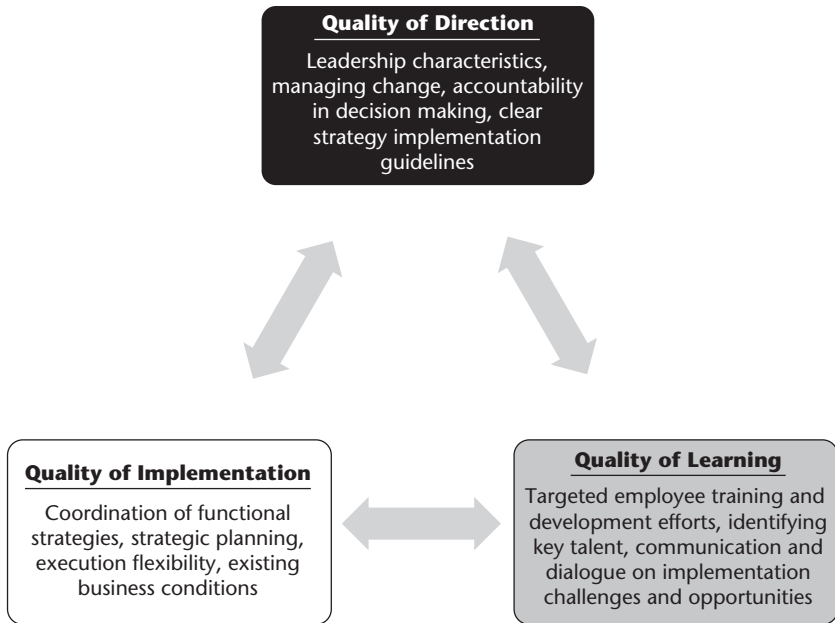 Quality of Direction
Leadership characteristics,
managing change, accountability
in decision making, clear
strategy implementation
guidelines
Quality of Implementation
Coordination of functional
strategies, strategic planning,
execution flexibility, existing
business conditions
Quality of Learning
Targeted employee training and
development efforts, identifying
key talent, communication and
dialogue on implementation
challenges and opportunities